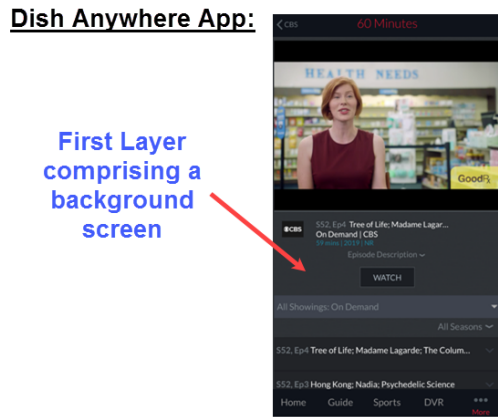 Dish Anywhere App:
CBS
60 Minutes
HEALTH NEEDS
GoodRx
First Layer
comprising a
background
screen
CBS
S52, Ep4 Tree of Life; Madame Lagar...
On Demand | CBS
59 mins | 2019 | NR
Episode Description
WATCH
All Showings: On Demand
All Seasons
S52, Ep4 Tree of Life; Madame Lagarde; The Colum...
S52, Ep3 Hong Kong; Nadia; Psychedelic Science
Home Guide Sports DVR More